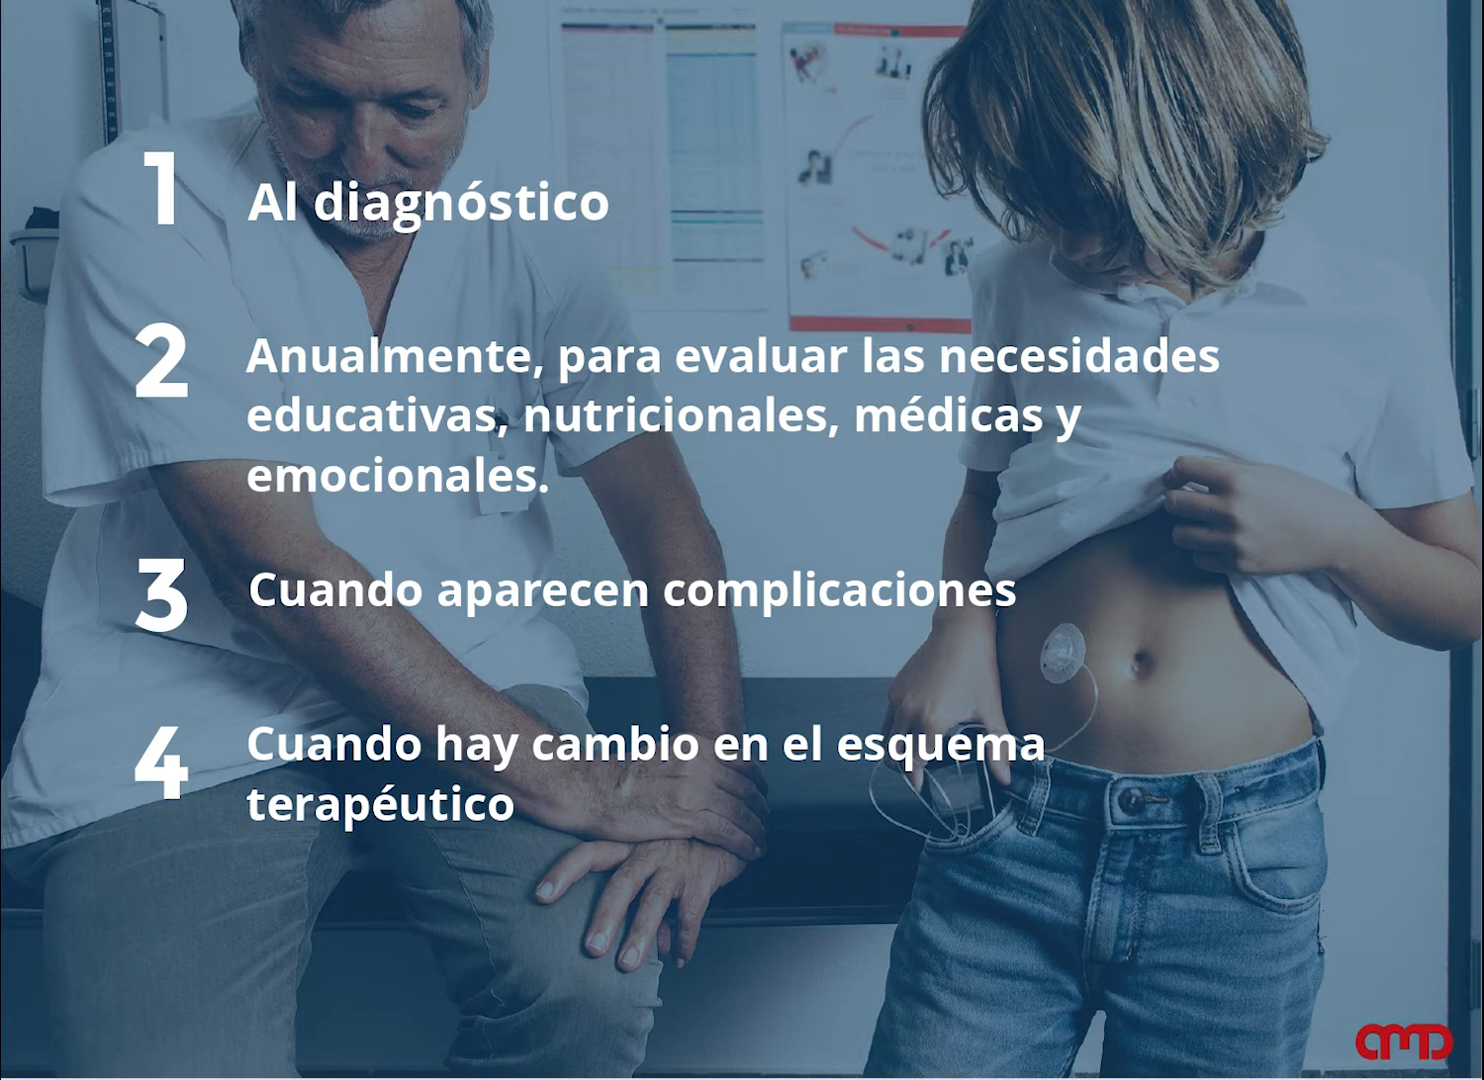 1
Al diagnóstico
2
Anualmente, para evaluar las necesidades
educativas, nutricionales, médicas y
emocionales.
3
Cuando aparecen complicaciones
4
Cuando hay cambio en el esquema
terapéutico